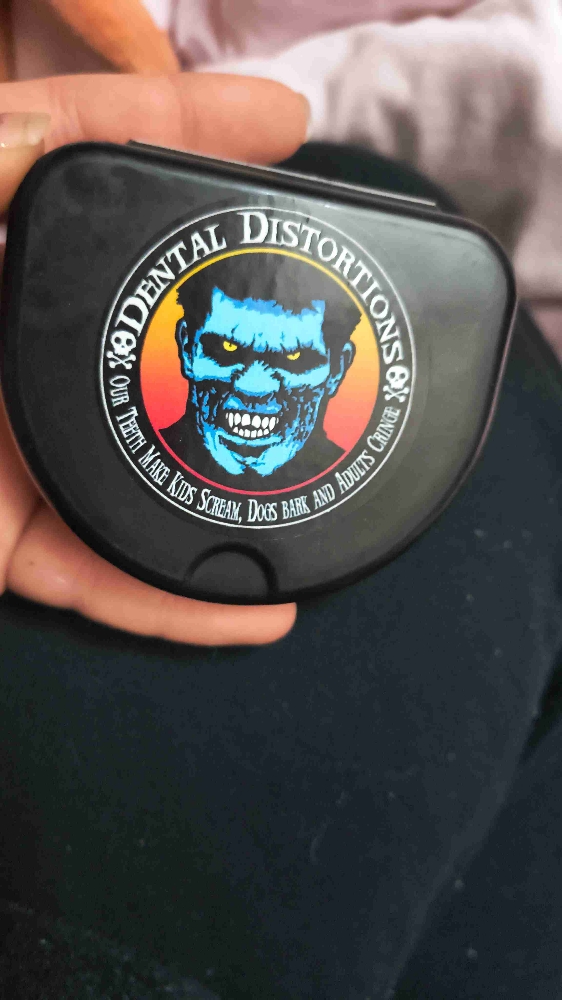 Dental Distortions
Our Teeth Make Kids Scream, Dogs bark and Adults Cringe